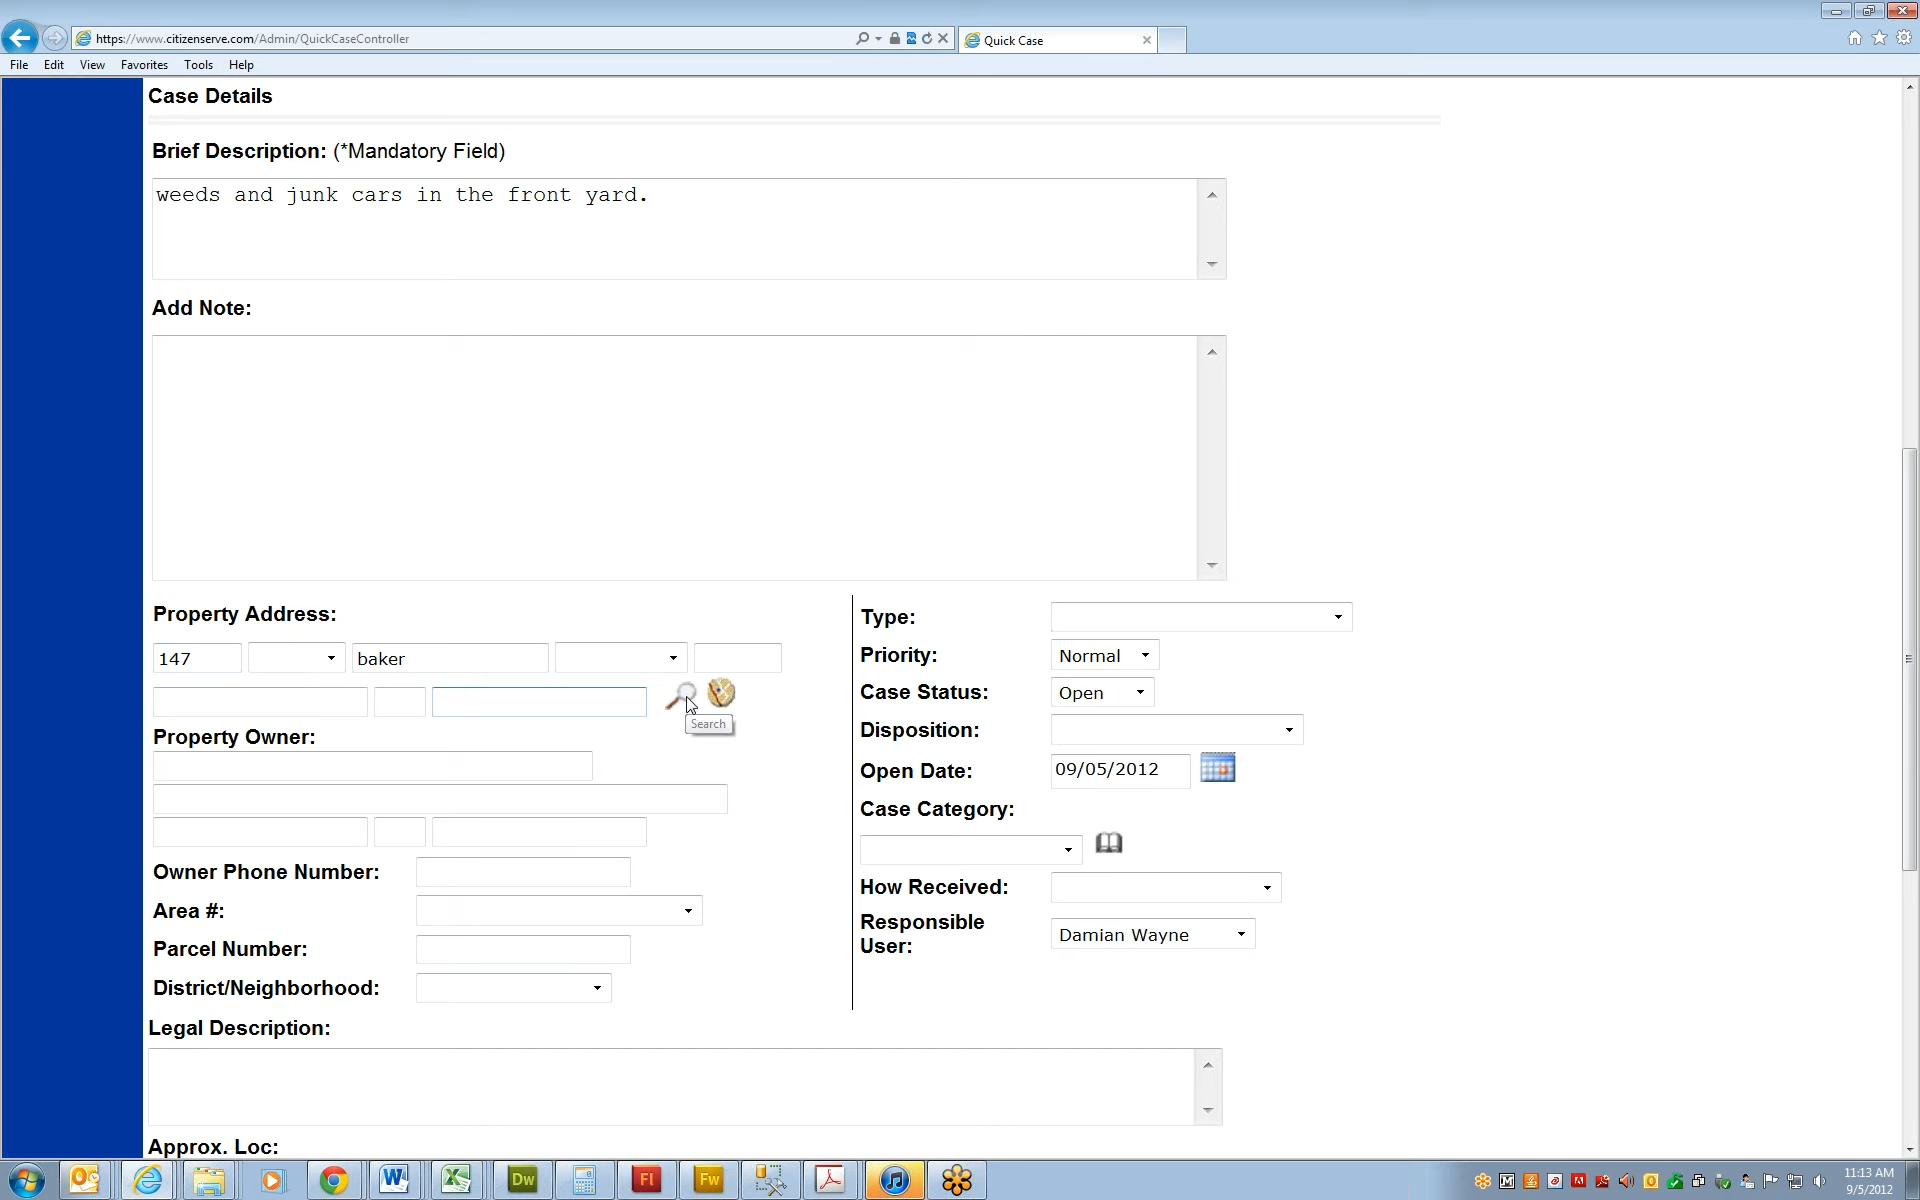 https://www.citizenserve.com/Admin/QuickCaseController
Quick Case
File Edit View Favorites Tools Help
Case Details
Brief Description: (*Mandatory Field)
weeds and junk cars in the front yard.
Add Note:
Property Address:
147
baker
Search
Property Owner:
Owner Phone Number:
Area #:
Parcel Number:
District/Neighborhood:
Type:
Priority: Normal
Case Status: Open
Disposition:
Open Date: 09/05/2012
Case Category:
How Received:
Responsible
User:
Damian Wayne
Legal Description:
Approx. Loc:
Dw
Fl
Fw
11:13 AM
9/5/2012